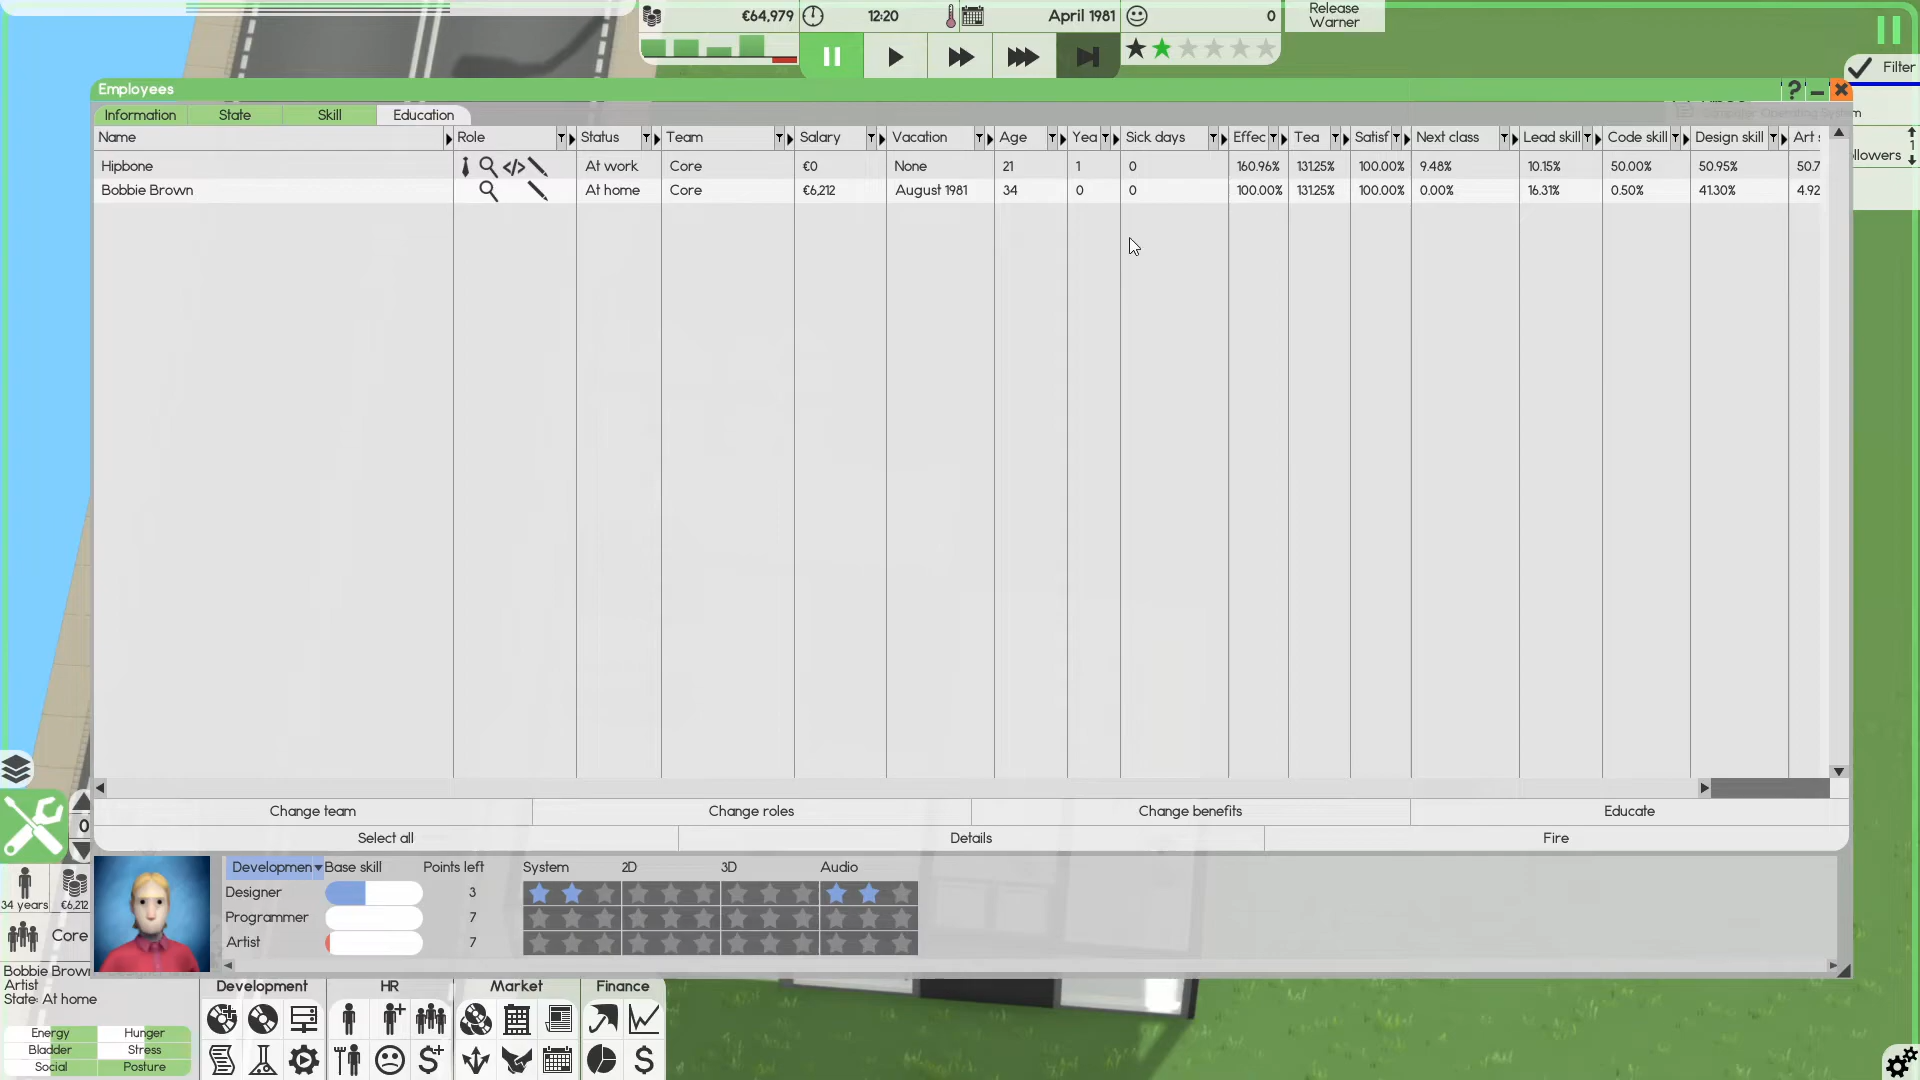 €64,979 12:20 April 1981 0 Release
Warner
Filter
Employees
Information State Skill Education
Name Role Status Team Salary Vacation Age Yea Sick days Effec Tea Satisf Next class Lead skill Code skill Design skill Art s
Hipbone At work Core €0 None 21 1 0 160.96% 131.25% 100.00% 9.48% 10.15% 50.00% 50.95% 50.7
Bobbie Brown At home Core €6,212 August 1981 34 0 0 100.00% 131.25% 100.00% 0.00% 16.31% 0.50% 41.30% 4.92
llowers 1
Change team Change roles Change benefits Educate
Select all Details Fire
0
Developmen Base skill Points left System 2D 3D Audio
Designer 3
Programmer 7
Artist 7
34 years €6,212
Core
Bobbie Brown
Artist
State: At home
Energy Hunger
Bladder Stress
Social Posture
Development HR Market Finance